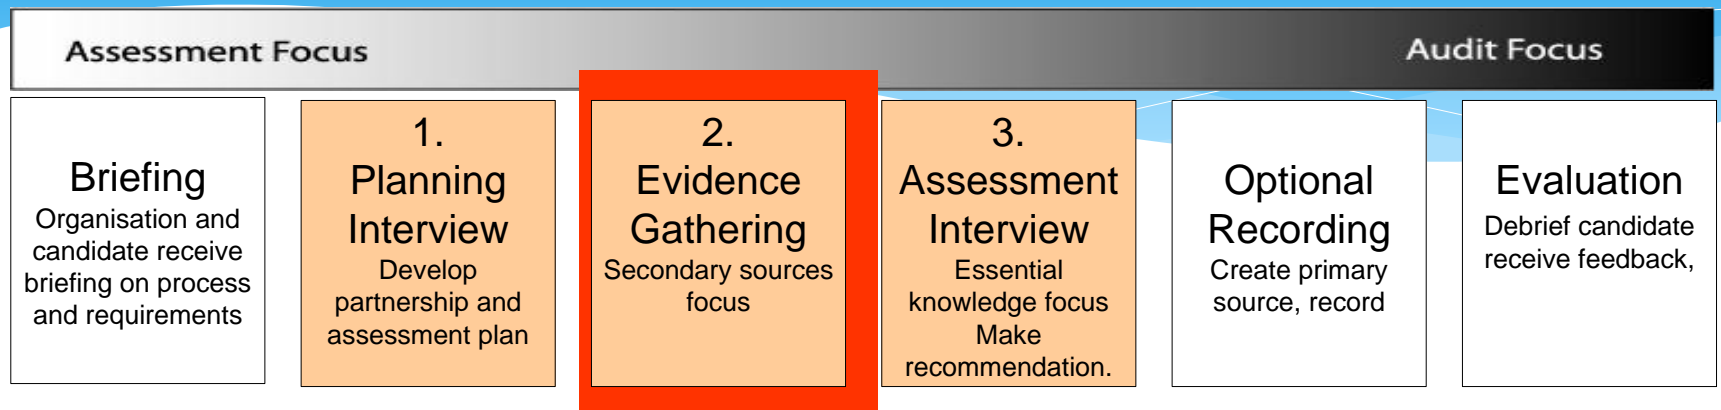 Assessment Focus
Audit Focus
Briefing
Organisation and
candidate receive
briefing on process
and requirements
1.
Planning
Interview
Develop
partnership and
assessment plan
2.
Evidence
Gathering
Secondary sources
focus
3.
Assessment
Interview
Essential
knowledge focus
Make
recommendation.
Optional
Recording
Create primary
source, record
Evaluation
Debrief candidate
receive feedback,